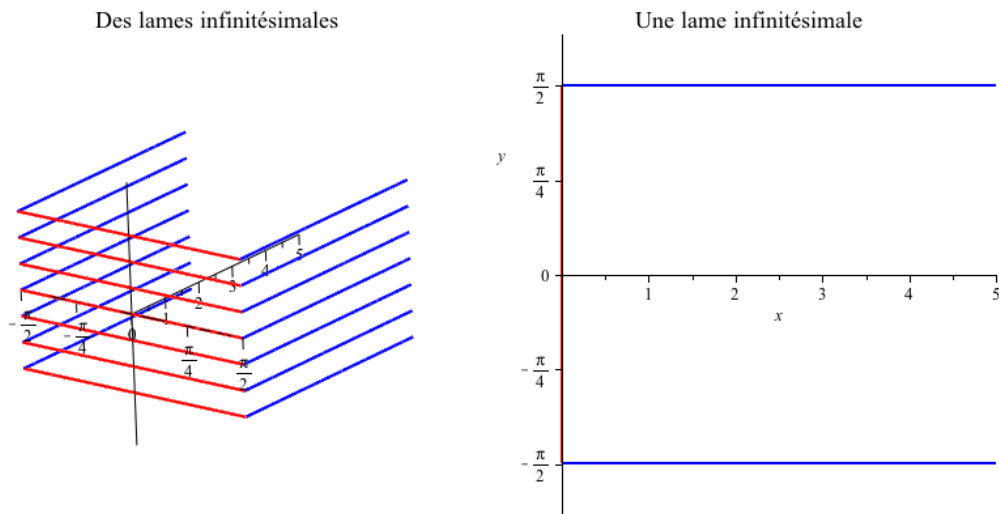 Des lames infinitésimales
5
4
3
2
1
0
-π/2
-π/4
π/4
π/2
Une lame infinitésimale
π/2
y
π/4
0
1 2 3 4 5
x
-π/4
-π/2